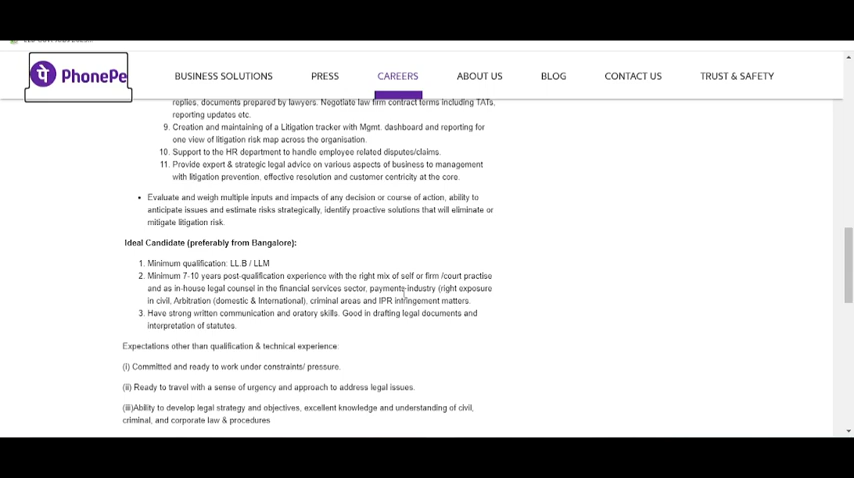 पे PhonePe
BUSINESS SOLUTIONS
PRESS
CAREERS
ABOUT US
BLOG
CONTACT US
TRUST & SAFETY
replies, documents prepared by lawyers. Negotiate law firm contract terms including TATs,
reporting updates etc.
9. Creation and maintaining of a Litigation tracker with Mgmt. dashboard and reporting for
one view of litigation risk map across the organisation.
10. Support to the HR department to handle employee related disputes/claims.
11. Provide expert & strategic legal advice on various aspects of business to management
with litigation prevention, effective resolution and customer centricity at the core.
• Evaluate and weigh multiple inputs and impacts of any decision or course of action, ability to
anticipate issues and estimate risks strategically, identify proactive solutions that will eliminate or
mitigate litigation risk.
Ideal Candidate (preferably from Bangalore):
1. Minimum qualification: LL.B / LLM
2. Minimum 7-10 years post-qualification experience with the right mix of self or firm /court practise
and as in-house legal counsel in the financial services sector, payments-industry (right exposure
in civil, Arbitration (domestic & International), criminal areas and IPR infringement matters.
3. Have strong written communication and oratory skills. Good in drafting legal documents and
interpretation of statutes.
Expectations other than qualification & technical experience:
(i) Committed and ready to work under constraints/ pressure.
(ii) Ready to travel with a sense of urgency and approach to address legal issues.
(iii)Ability to develop legal strategy and objectives, excellent knowledge and understanding of civil,
criminal, and corporate law & procedures